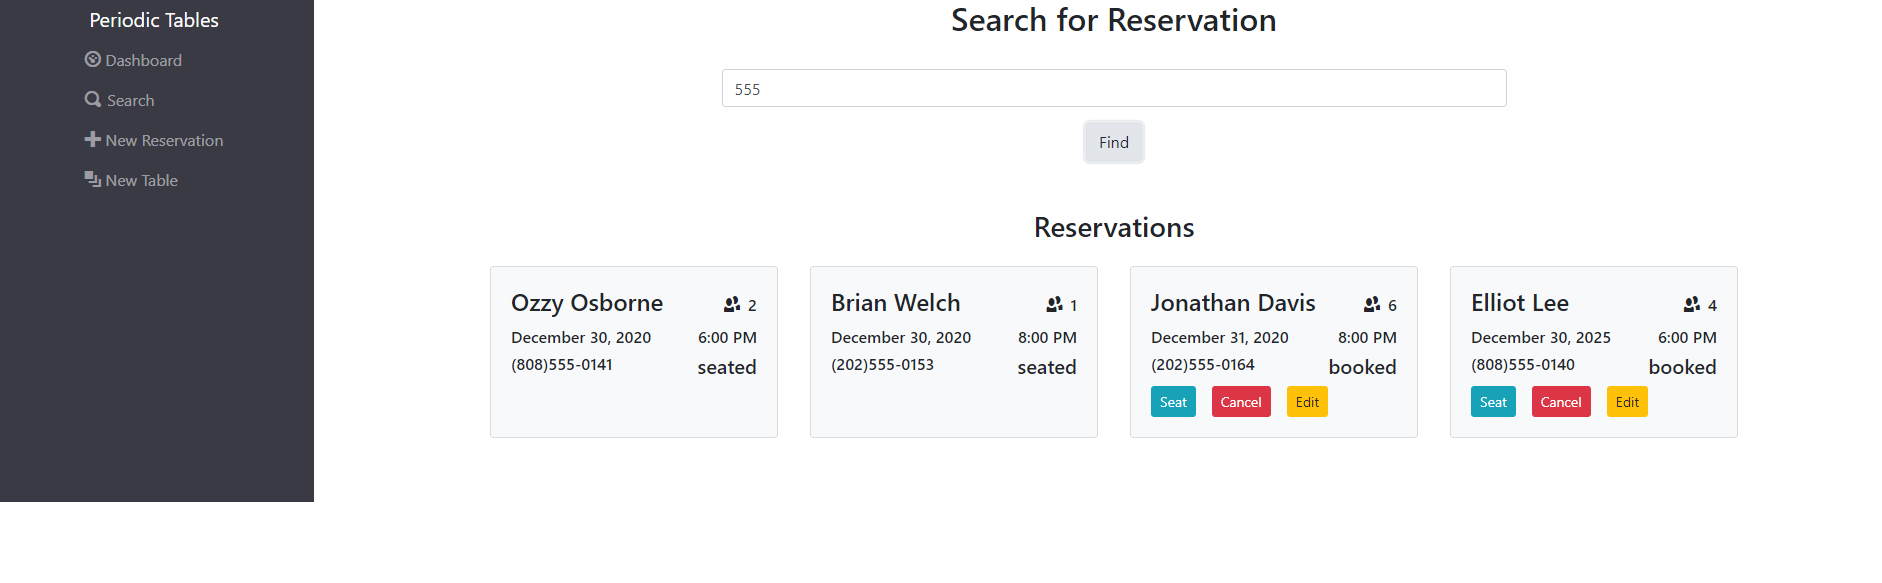 Periodic Tables
Dashboard
Search
New Reservation
New Table
Search for Reservation
555
Find
Reservations
Ozzy Osborne 2
December 30, 2020 6:00 PM
(808)555-0141 seated
Brian Welch 1
December 30, 2020 8:00 PM
(202)555-0153 seated
Jonathan Davis 6
December 31, 2020 8:00 PM
(202)555-0164 booked
Seat Cancel Edit
Elliot Lee 4
December 30, 2025 6:00 PM
(808)555-0140 booked
Seat Cancel Edit